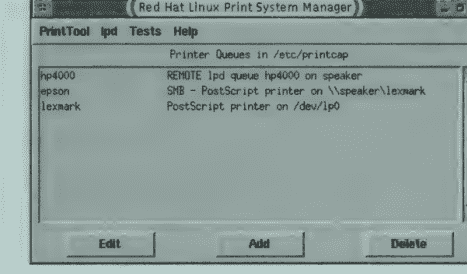 Red Hat Linux Print System Manager
PrintTool lpd Tests Help
Printer Queues in /etc/printcap
hp4000 REMOTE lpd queue hp4000 on speaker
epson SMB - PostScript printer on \\speaker\lexmark
lexmark PostScript printer on /dev/lp0
Edit Add Delete